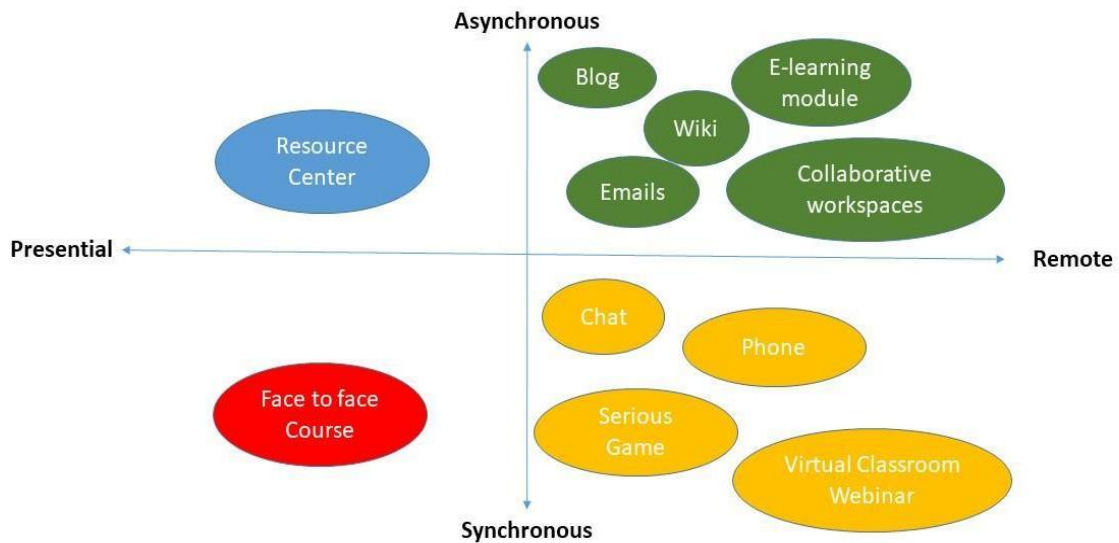 Asynchronous
Blog
E-learning
module
Wiki
Resource
Center
Emails
Collaborative
workspaces
Presential
Remote
Chat
Phone
Face to face
Course
Serious
Game
Virtual Classroom
Webinar
Synchronous